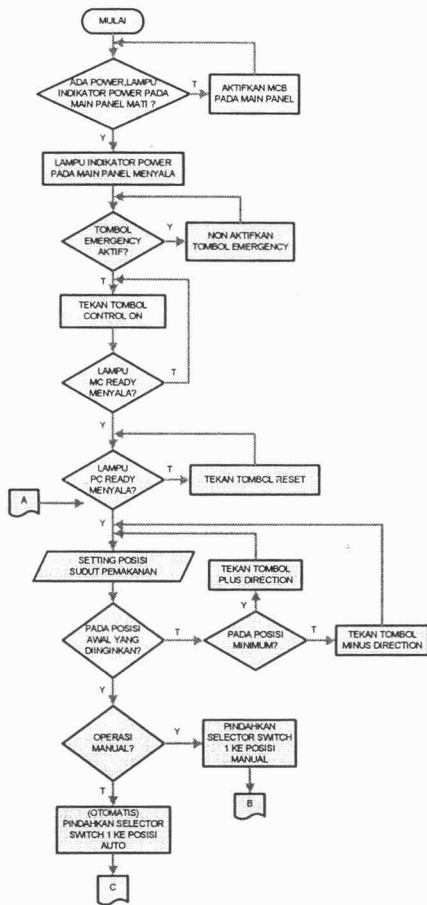 MULAI
ADA POWER,LAMPU
INDIKATOR POWER PADA
MAIN PANEL MATI ?
T
AKTIFKAN MCB
PADA MAIN PANEL
Y
LAMPU INDIKATOR POWER
PADA MAIN PANEL MENYALA
TOMBOL
EMERGENCY
AKTIF?
Y
NON AKTIFKAN
TOMBOL EMERGENCY
T
TEKAN TOMBOL
CONTROL ON
LAMPU
MC READY
MENYALA?
T
Y
LAMPU
PC READY
MENYALA?
T
TEKAN TOMBOL RESET
A
Y
SETTING POSISI
SUDUT PEMAKANAN
TEKAN TOMBOL
PLUS DIRECTION
PADA POSISI
AWAL YANG
DIINGINKAN?
T
Y
PADA POSISI
MINIMUM?
T
TEKAN TOMBOL
MINUS DIRECTION
Y
OPERASI
MANUAL?
Y
PINDAHKAN
SELECTOR SWITCH
1 KE POSISI
MANUAL
B
T
(OTOMATIS)
PINDAHKAN SELECTOR
SWITCH 1 KE POSISI
AUTO
C